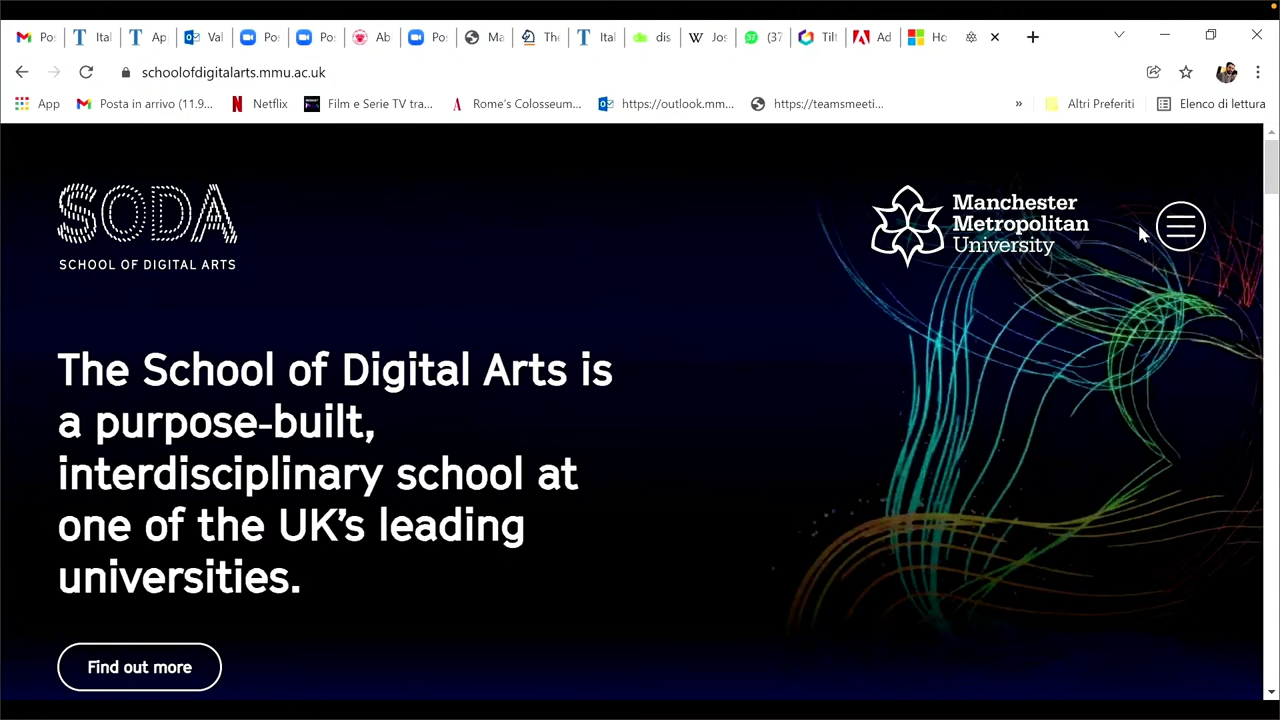 Po
Ital
Ap
Val
Po
Po
Ab
Po
Ma
The
Ital
dis
Jos
(37
Tilt
Ad
Ho
schoolofdigitalarts.mmu.ac.uk
App
Posta in arrivo (11.9...
Netflix
Film e Serie TV tra...
Rome's Colosseum...
https://outlook.mm...
https://teamsmeeti...
»
Altri Preferiti
Elenco di lettura
SODA
SCHOOL OF DIGITAL ARTS
Manchester
Metropolitan
University
The School of Digital Arts is
a purpose-built,
interdisciplinary school at
one of the UK's leading
universities.
Find out more